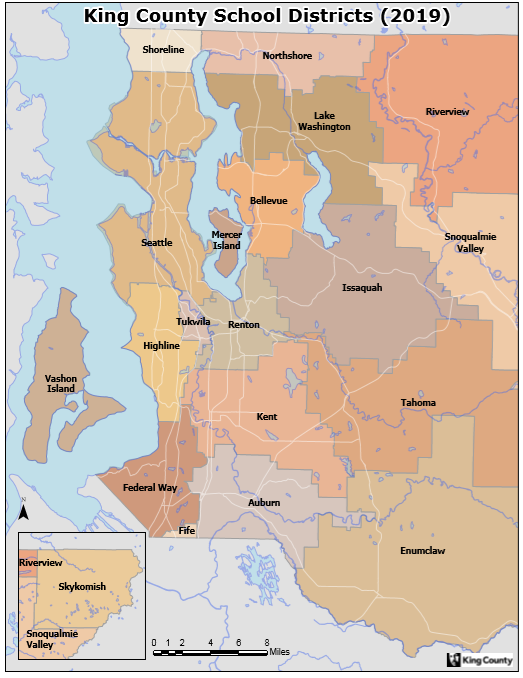 King County School Districts (2019)
Shoreline
Northshore
Riverview
Lake
Washington
Bellevue
Mercer
Island
Seattle
Snoqualmie
Valley
Issaquah
Tukwila
Renton
Highline
Vashon
Island
Tahoma
Kent
Federal Way
Auburn
Fife
Enumclaw
N
Riverview
Skykomish
Snoqualmie
Valley
0 1 2 4 6 8
Miles
King County